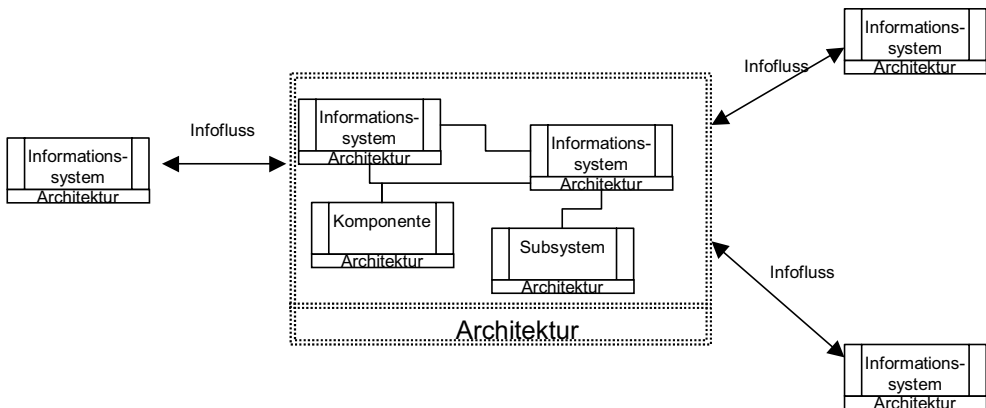 Informations-
system
Architektur
Infofluss
Informations-
system
Architektur
Komponente
Architektur
Informations-
system
Architektur
Subsystem
Architektur
Architektur
Infofluss
Informations-
system
Architektur
Infofluss
Informations-
system
Architektur